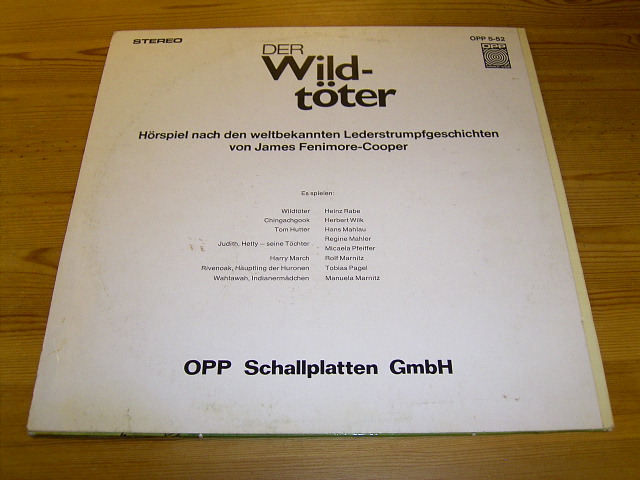 STEREO
OPP 5-52
OPP
DER
Wild-
töter
Hörspiel nach den weltbekannten Lederstrumpfgeschichten
von James Fenimore-Cooper
Es spielen:
Wildtöter Heinz Rabe
Chingachgook Herbert Wilk
Tom Hutter Hans Mahlau
Judith, Hetty – seine Töchter Regine Mahler
Micaela Pfeiffer
Harry March Rolf Marnitz
Rivenoak, Häuptling der Huronen Tobias Pagel
Wahtawah, Indianermädchen Manuela Marnitz
OPP Schallplatten GmbH